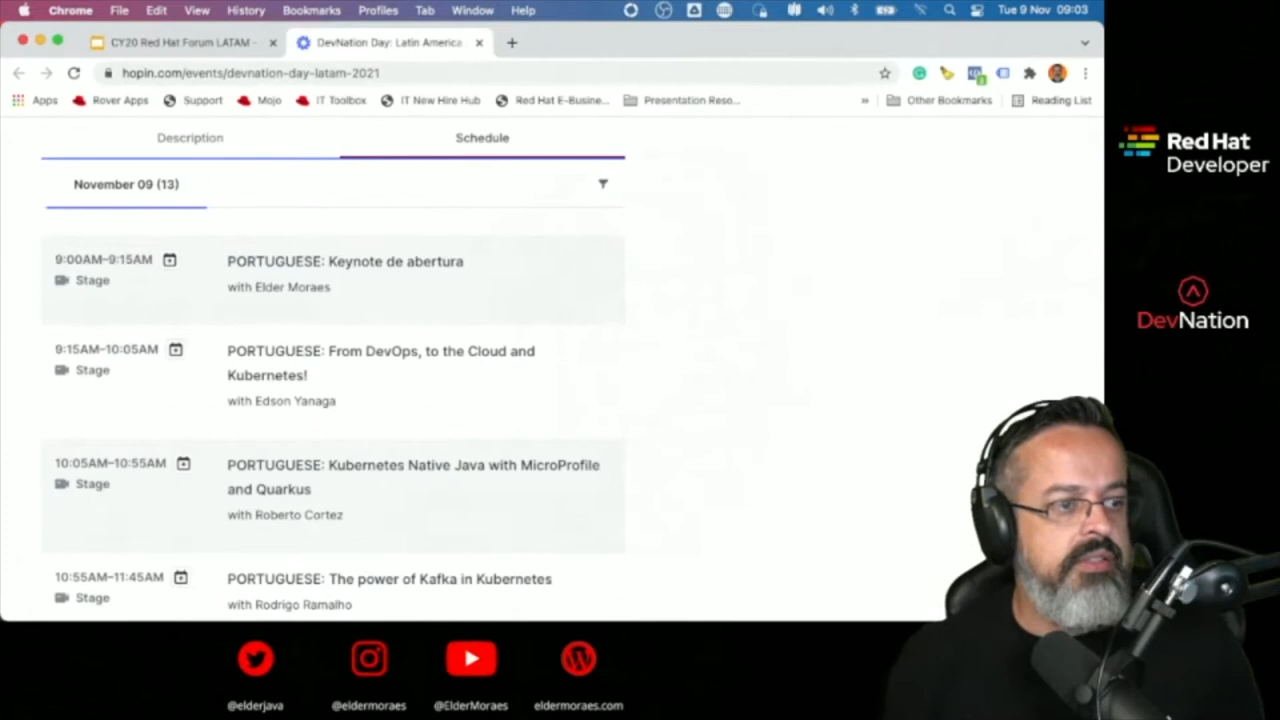 Chrome File Edit View History Bookmarks Profiles Tab Window Help Tue 9 Nov 09:03
CY20 Red Hat Forum LATAM - DevNation Day: Latin America
hopin.com/events/devnation-day-latam-2021
Apps Rover Apps Support Mojo IT Toolbox IT New Hire Hub Red Hat E-Busine... Presentation Reso... » Other Bookmarks Reading List
Description Schedule
November 09 (13)
9:00AM–9:15AM PORTUGUESE: Keynote de abertura
Stage with Elder Moraes
9:15AM–10:05AM PORTUGUESE: From DevOps, to the Cloud and
Stage Kubernetes!
with Edson Yanaga
10:05AM–10:55AM PORTUGUESE: Kubernetes Native Java with MicroProfile
Stage and Quarkus
with Roberto Cortez
10:55AM–11:45AM PORTUGUESE: The power of Kafka in Kubernetes
Stage with Rodrigo Ramalho
Red Hat
Developer
DevNation
@elderjava @eldermoraes @ElderMoraes eldermoraes.com